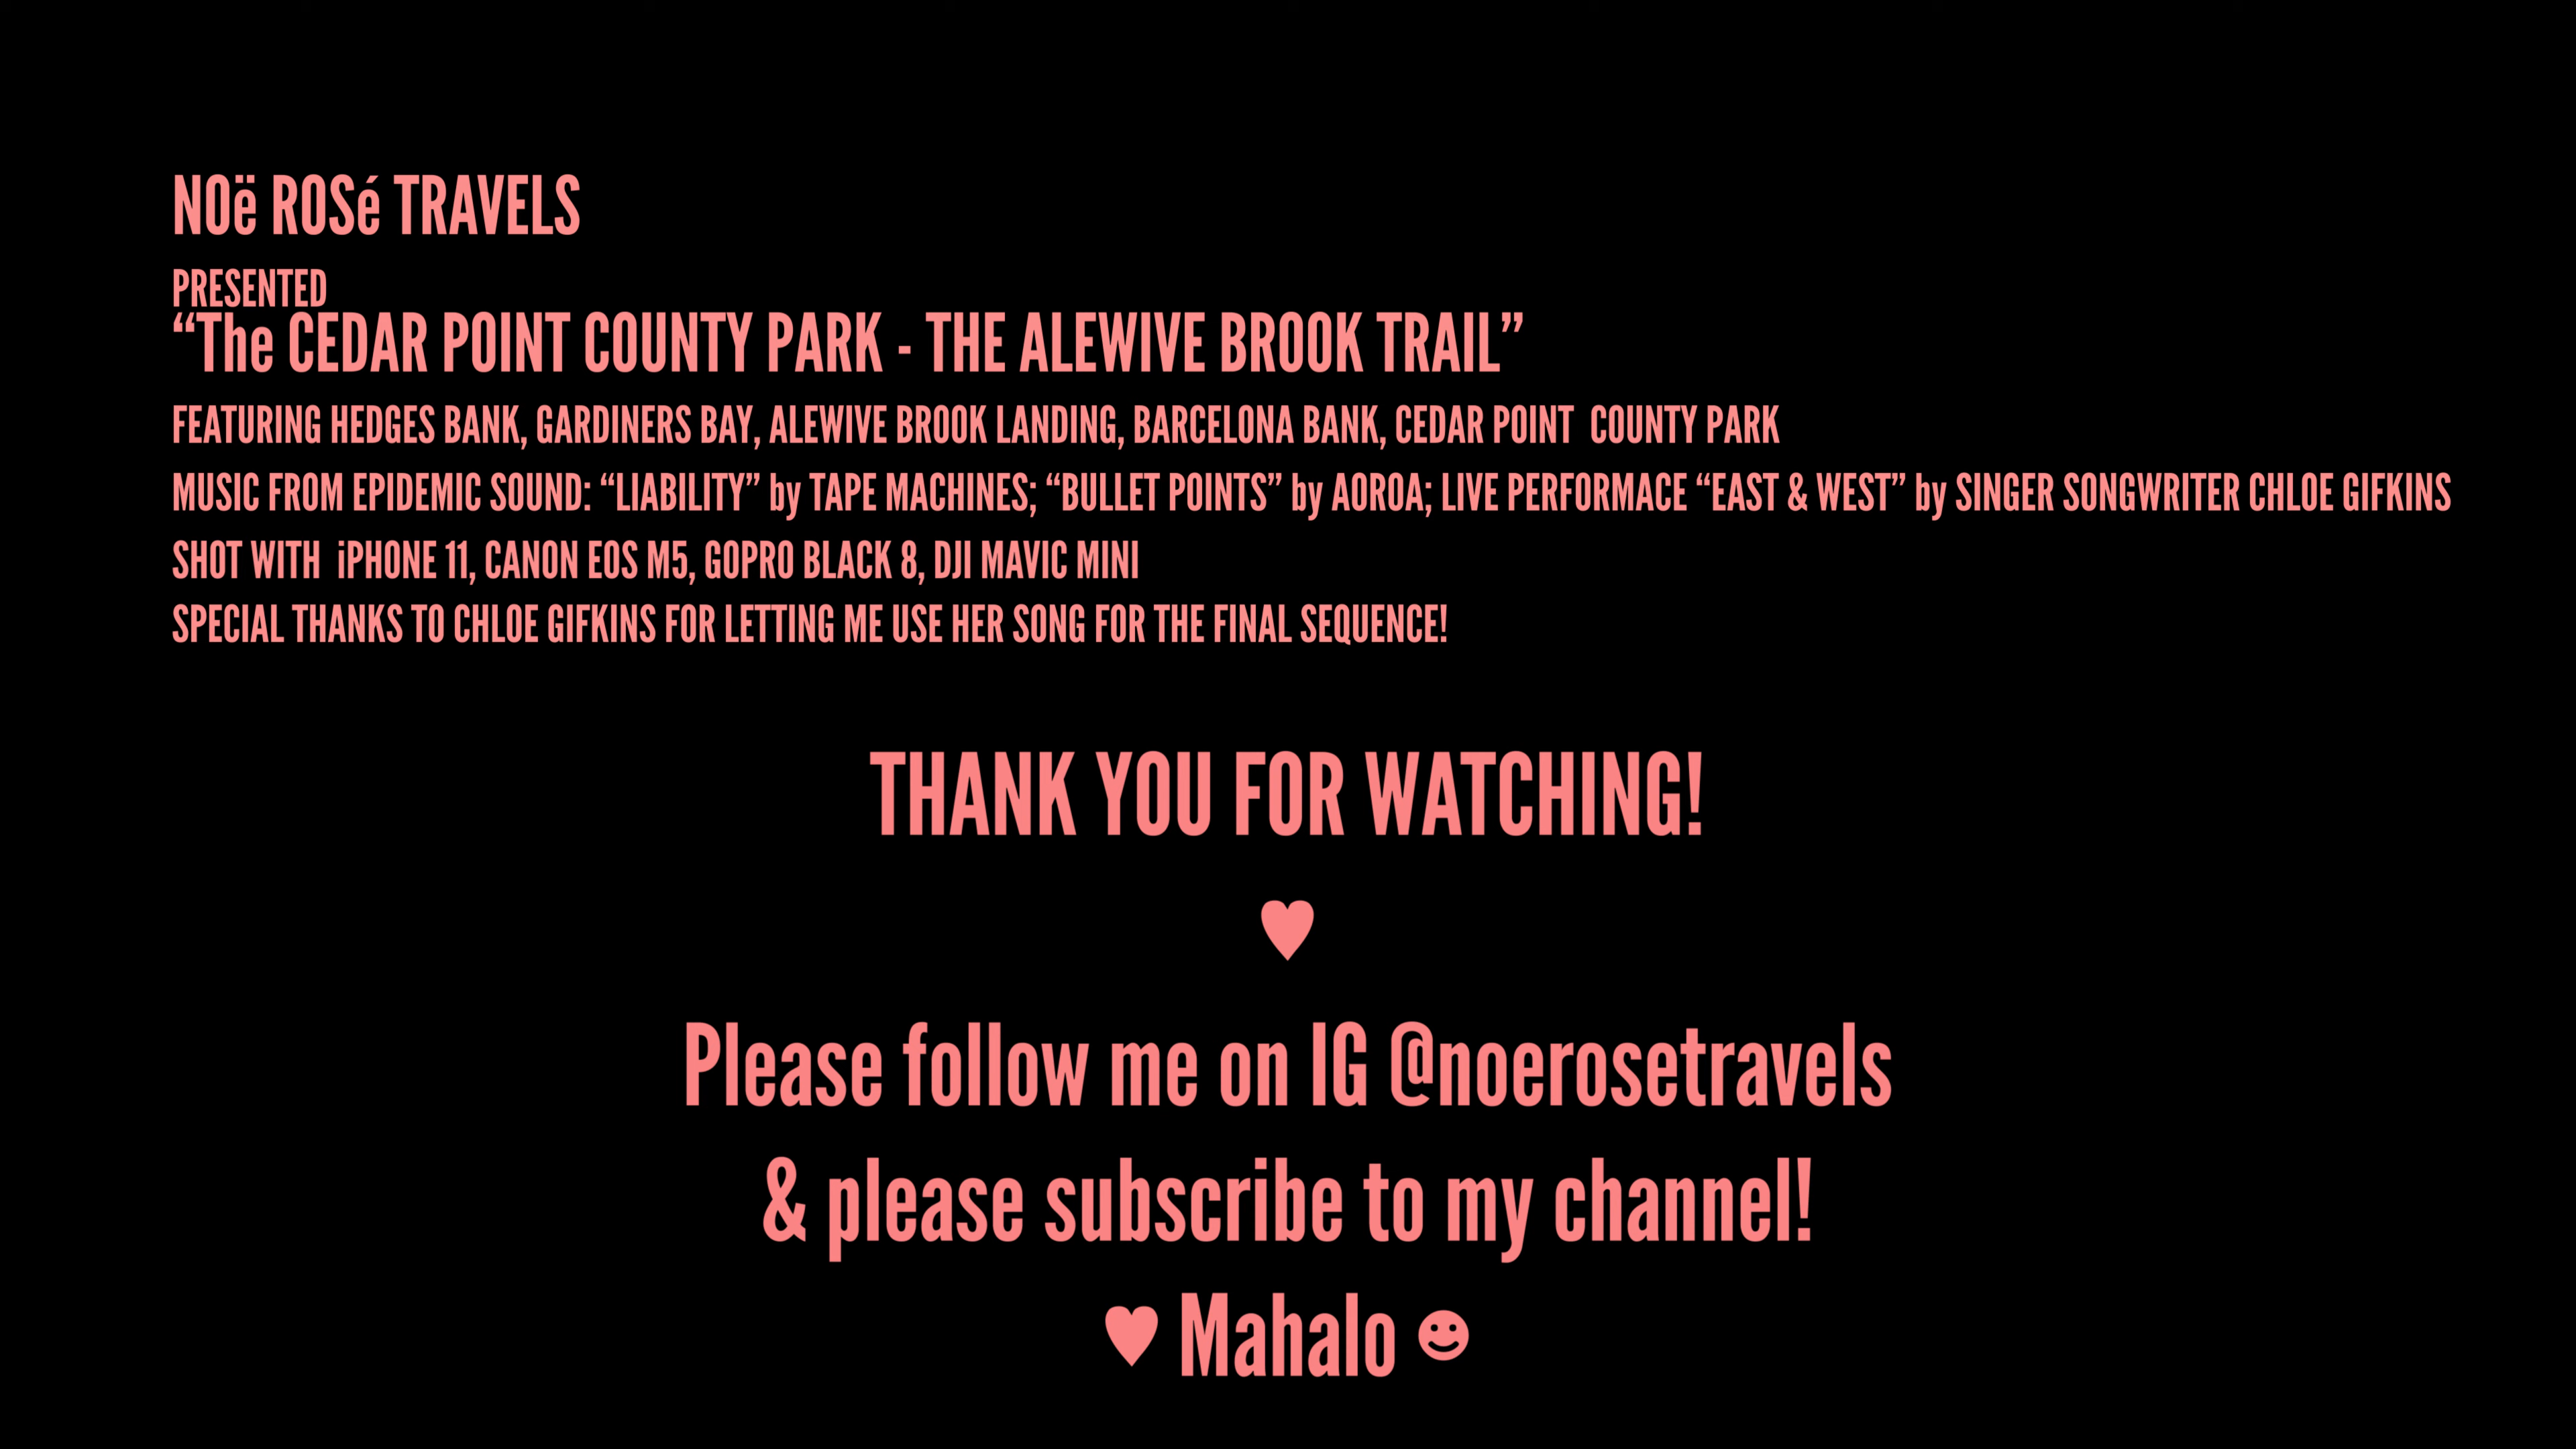 NOë ROSé TRAVELS
PRESENTED
“The CEDAR POINT COUNTY PARK - THE ALEWIVE BROOK TRAIL”
FEATURING HEDGES BANK, GARDINERS BAY, ALEWIVE BROOK LANDING, BARCELONA BANK, CEDAR POINT  COUNTY PARK
MUSIC FROM EPIDEMIC SOUND: “LIABILITY” by TAPE MACHINES; “BULLET POINTS” by AOROA; LIVE PERFORMACE “EAST & WEST” by SINGER SONGWRITER CHLOE GIFKINS
SHOT WITH  iPHONE 11, CANON EOS M5, GOPRO BLACK 8, DJI MAVIC MINI
SPECIAL THANKS TO CHLOE GIFKINS FOR LETTING ME USE HER SONG FOR THE FINAL SEQUENCE!
THANK YOU FOR WATCHING!
♥
Please follow me on IG @noerosetravels
& please subscribe to my channel!
♥ Mahalo ☻